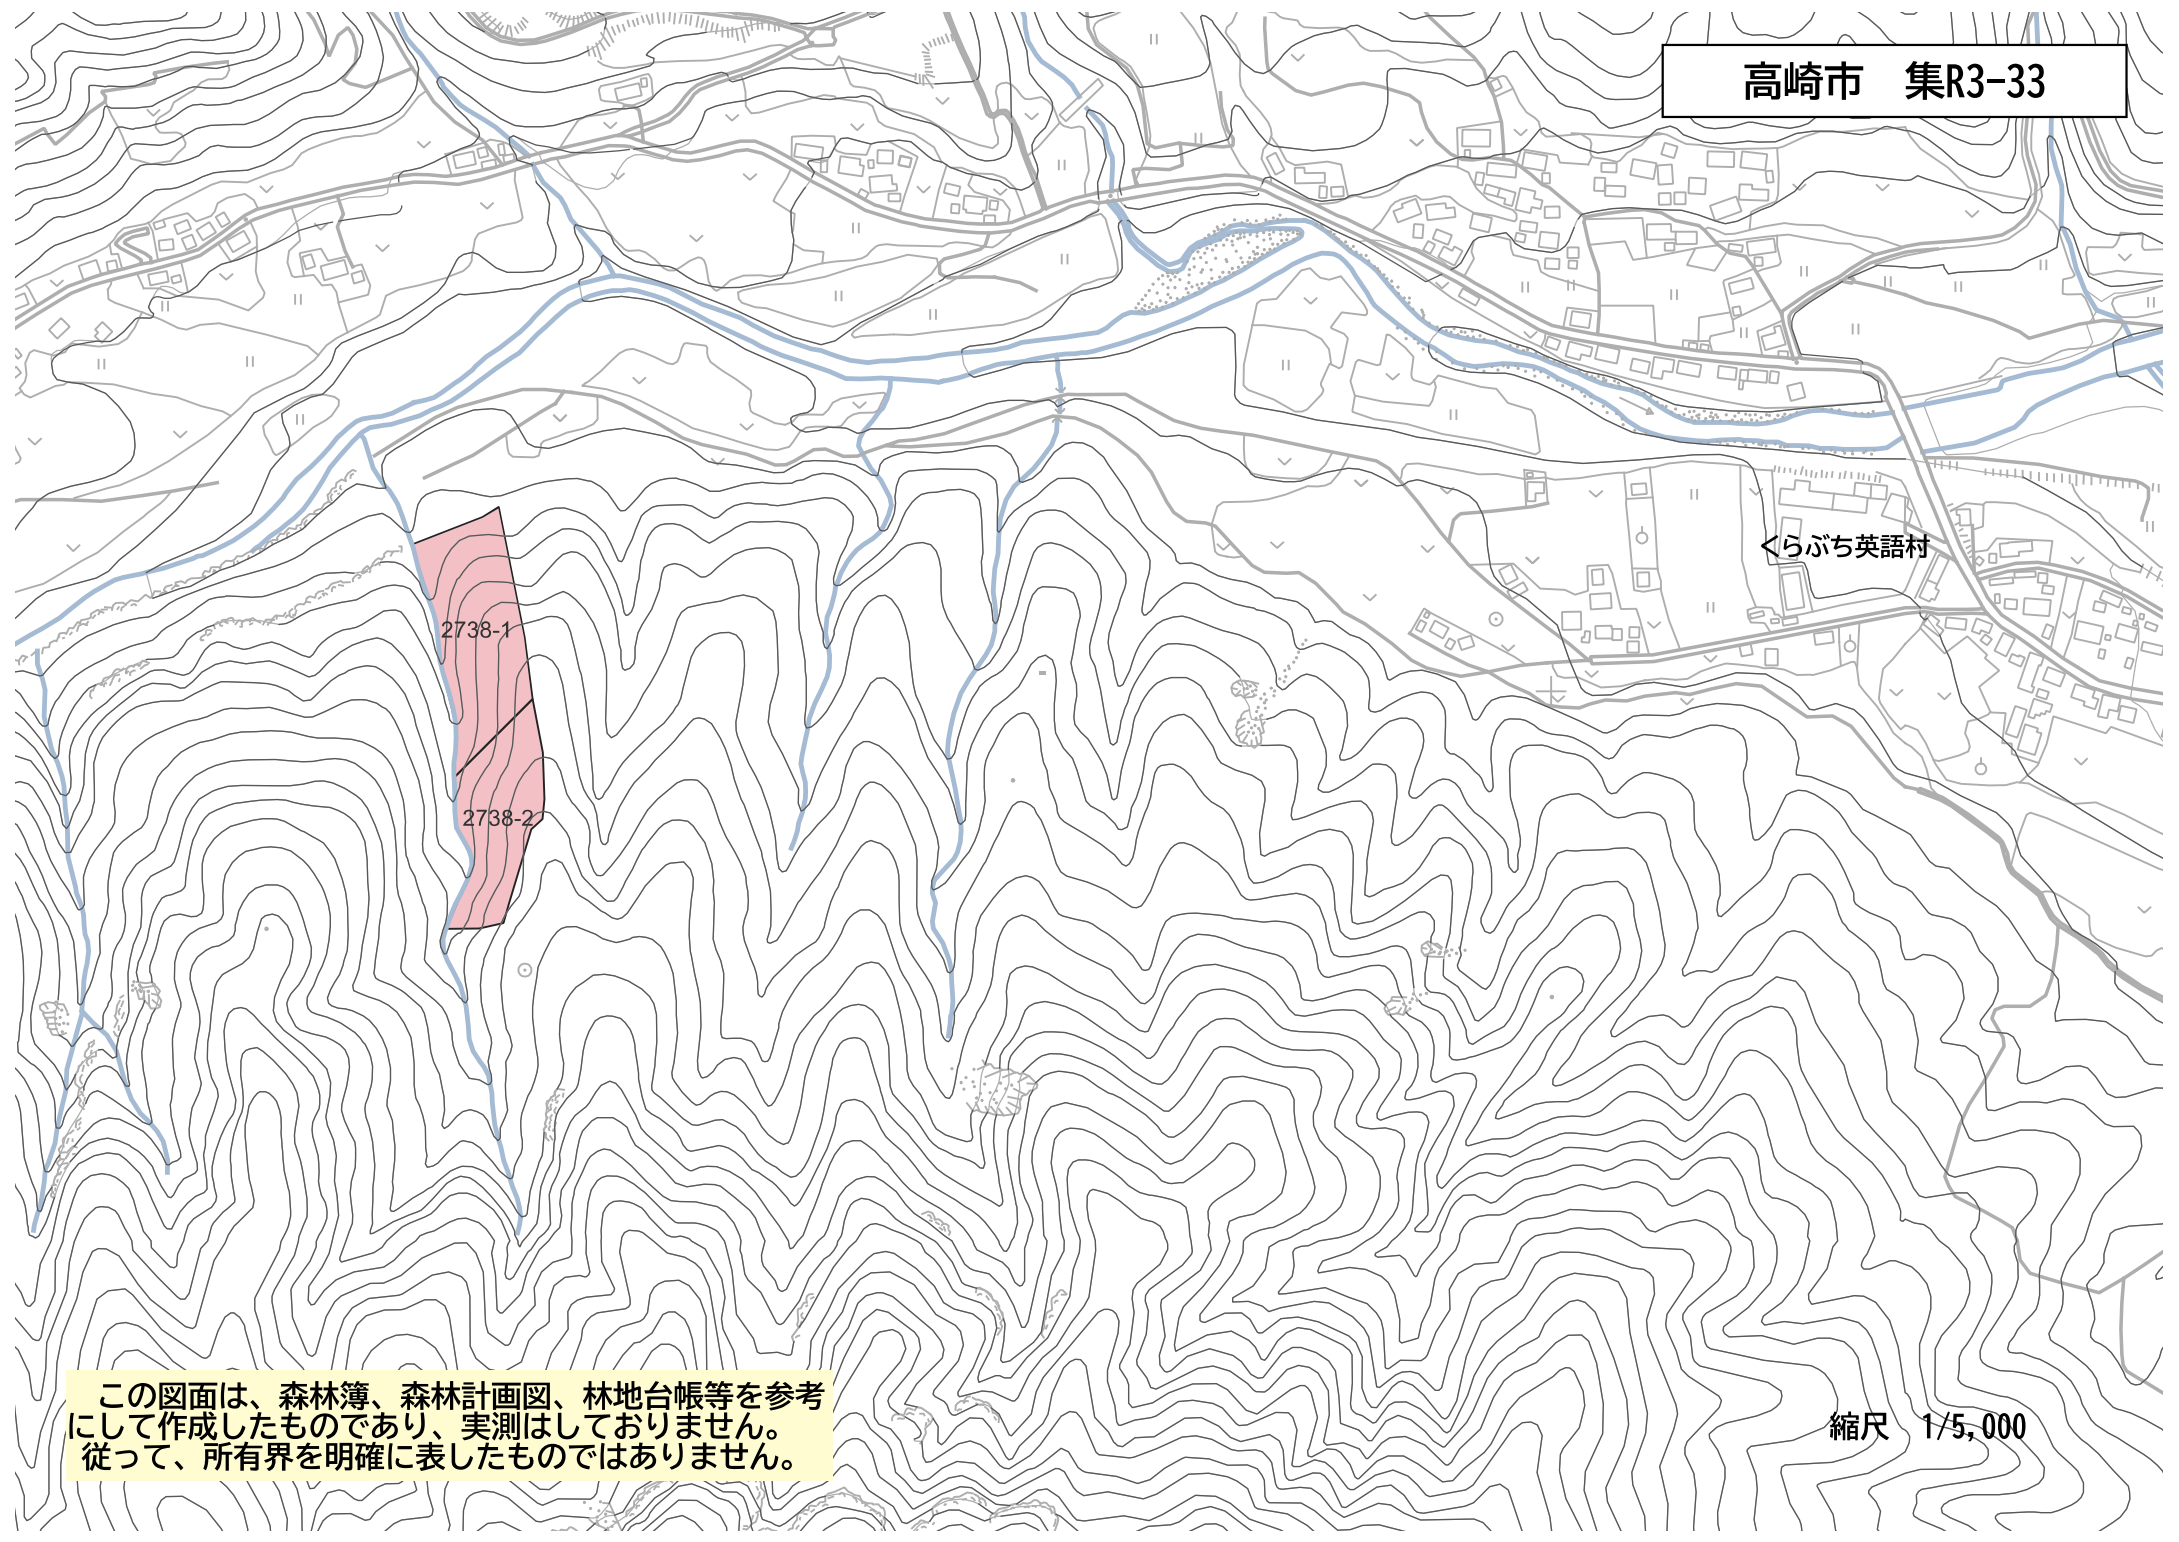 高崎市　集R3-33
くらぶち英語村
2738-1
2738-2
この図面は、森林簿、森林計画図、林地台帳等を参考
にして作成したものであり、実測はしておりません。
従って、所有界を明確に表したものではありません。
縮尺　1/5,000